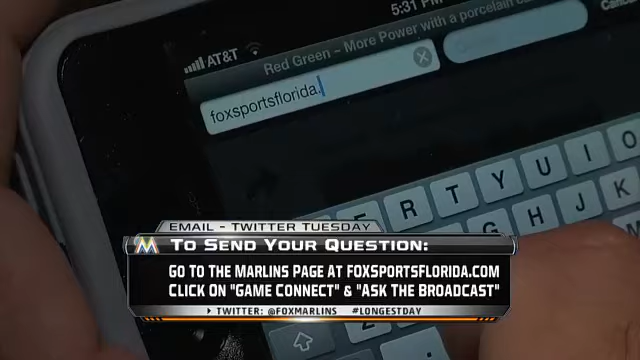 AT&T 5:31 PM
Red Green ~ More Power with a porcelain
foxsportsflorida.
R T Y U I O
G H J K
EMAIL - TWITTER TUESDAY
TO SEND YOUR QUESTION:
GO TO THE MARLINS PAGE AT FOXSPORTSFLORIDA.COM
CLICK ON "GAME CONNECT" & "ASK THE BROADCAST"
TWITTER: @FOXMARLINS #LONGESTDAY